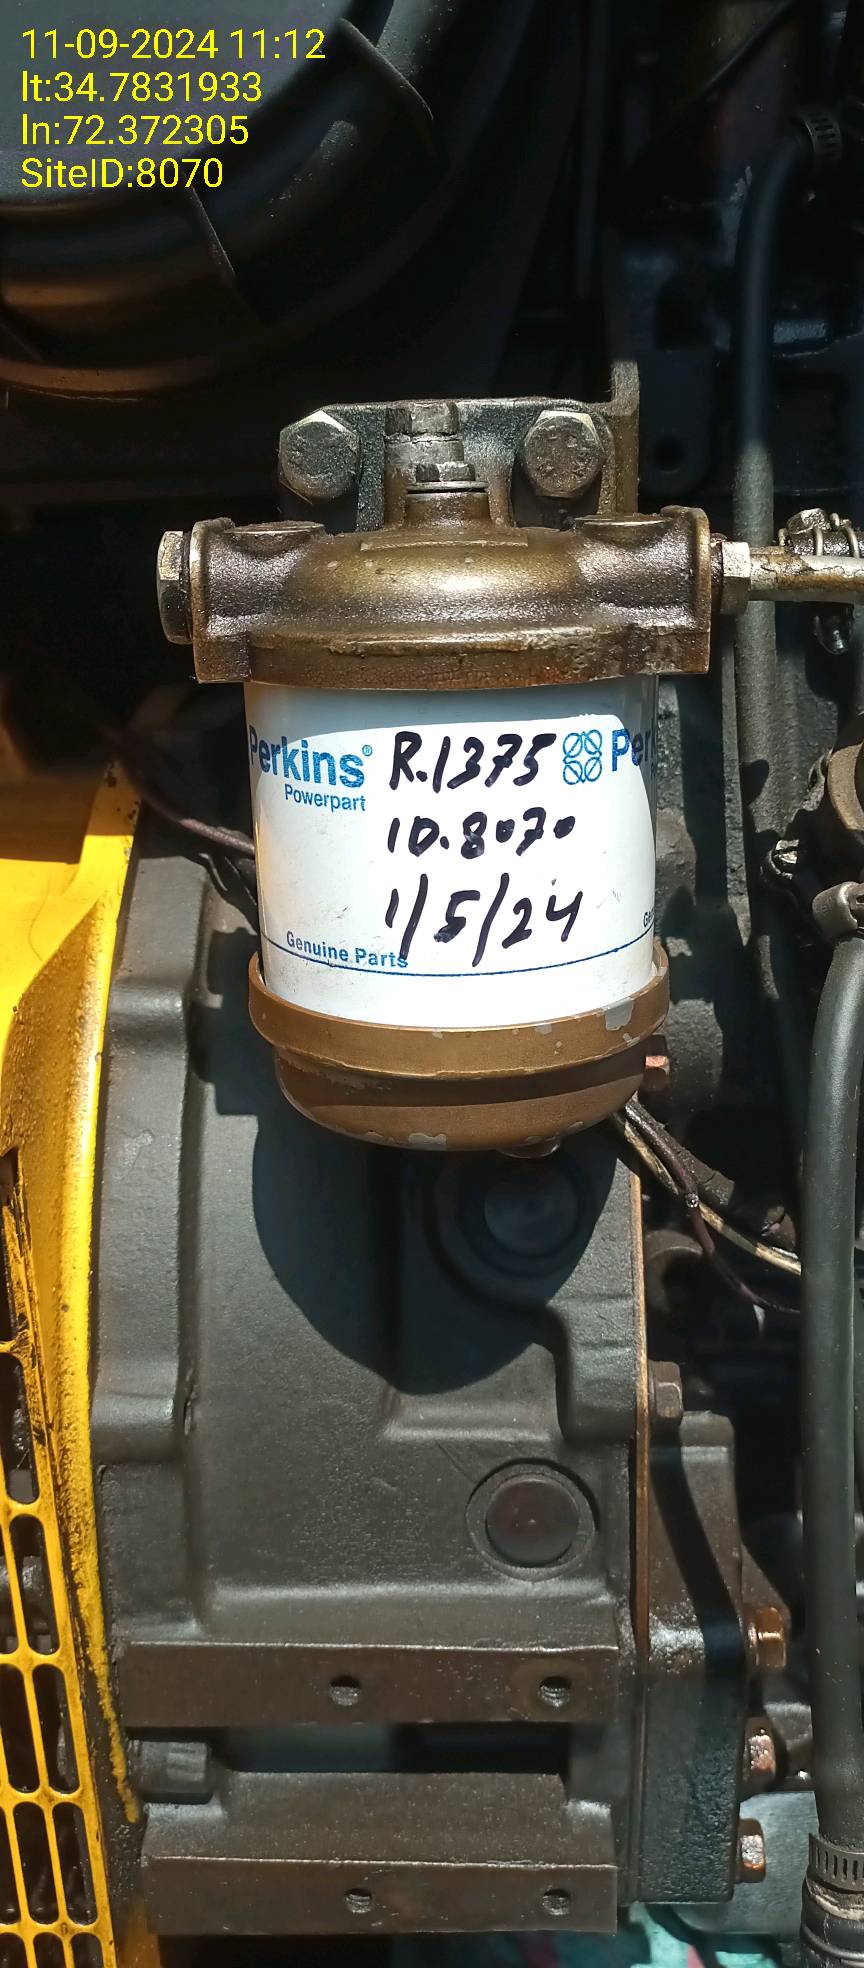 11-09-2024 11:12
lt:34.7831933
ln:72.372305
SiteID:8070
Perkins®
Powerpart
R.1375
ID.8070
1/5/24
Genuine Parts